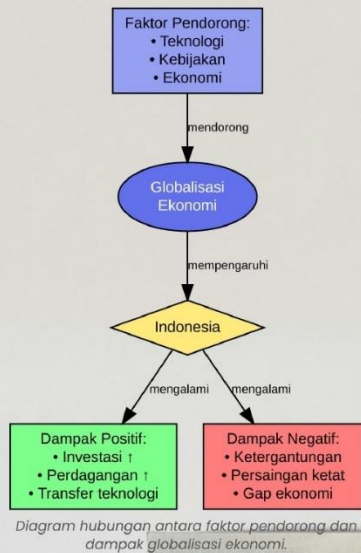 Faktor Pendorong:
• Teknologi
• Kebijakan
• Ekonomi
mendorong
Globalisasi
Ekonomi
mempengaruhi
Indonesia
mengalami
mengalami
Dampak Positif:
• Investasi ↑
• Perdagangan ↑
• Transfer teknologi
Dampak Negatif:
• Ketergantungan
• Persaingan ketat
• Gap ekonomi
Diagram hubungan antara faktor pendorong dan
dampak globalisasi ekonomi.